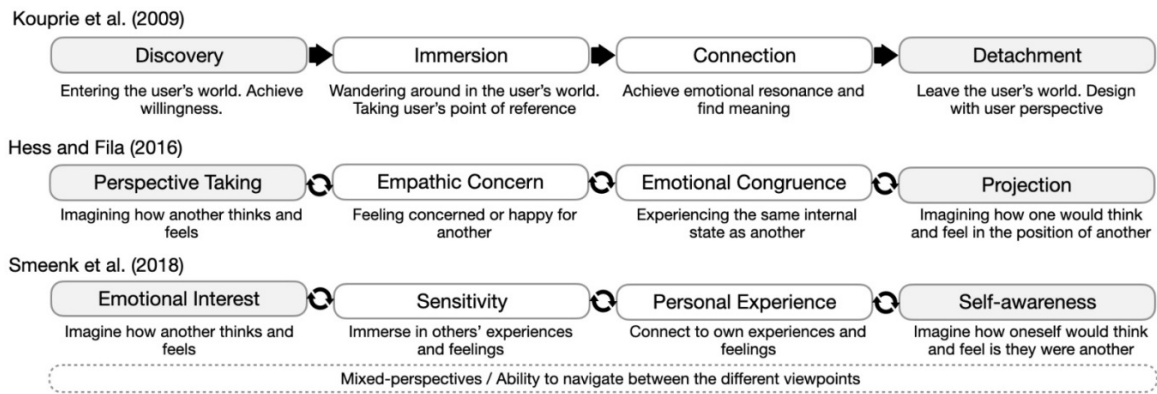 Kouprie et al. (2009)
Discovery Immersion Connection Detachment
Entering the user's world. Achieve willingness.
Wandering around in the user's world. Taking user's point of reference
Achieve emotional resonance and find meaning
Leave the user's world. Design with user perspective
Hess and Fila (2016)
Perspective Taking Empathic Concern Emotional Congruence Projection
Imagining how another thinks and feels
Feeling concerned or happy for another
Experiencing the same internal state as another
Imagining how one would think and feel in the position of another
Smeenk et al. (2018)
Emotional Interest Sensitivity Personal Experience Self-awareness
Imagine how another thinks and feels
Immerse in others' experiences and feelings
Connect to own experiences and feelings
Imagine how oneself would think and feel is they were another
Mixed-perspectives / Ability to navigate between the different viewpoints